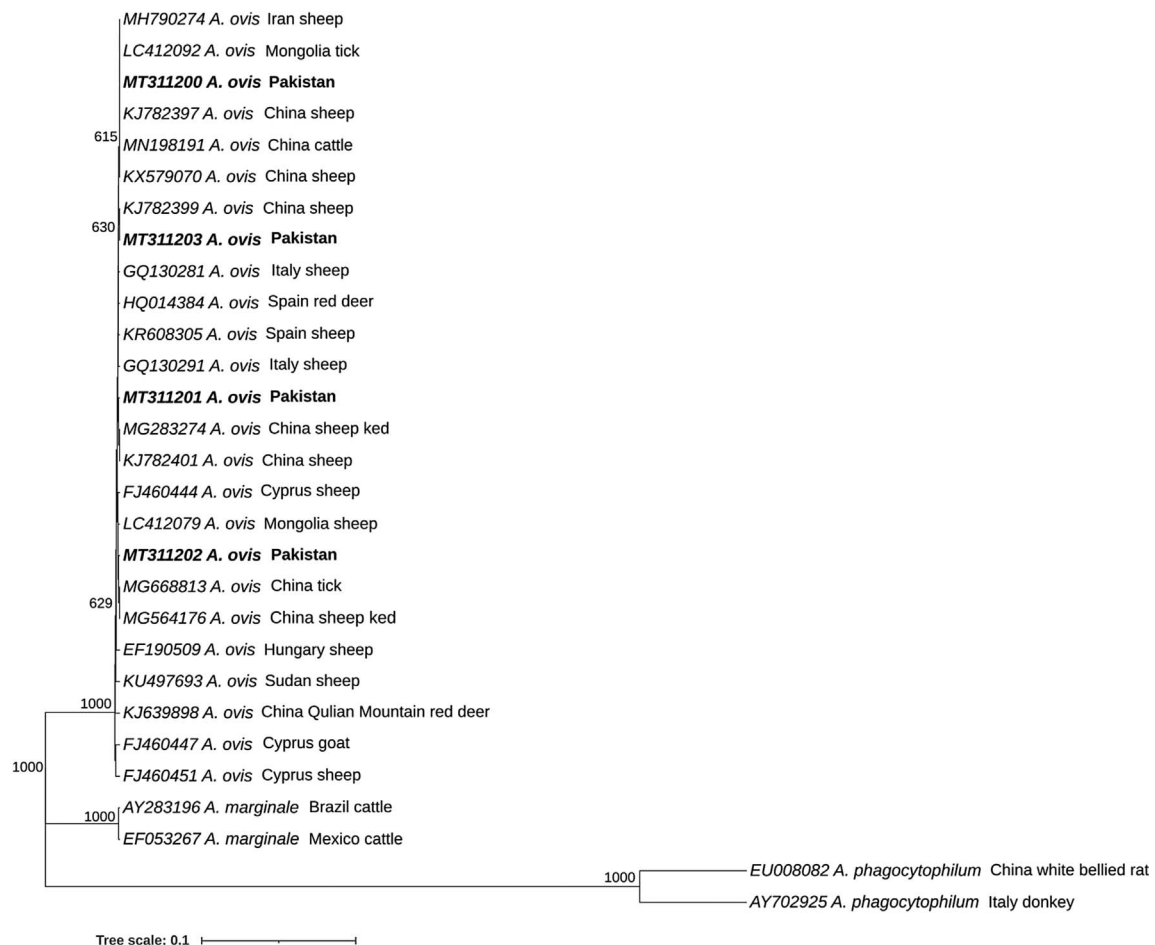 MH790274 A. ovis Iran sheep
LC412092 A. ovis Mongolia tick
MT311200 A. ovis Pakistan
KJ782397 A. ovis China sheep
615
MN198191 A. ovis China cattle
KX579070 A. ovis China sheep
KJ782399 A. ovis China sheep
630
MT311203 A. ovis Pakistan
GQ130281 A. ovis Italy sheep
HQ014384 A. ovis Spain red deer
KR608305 A. ovis Spain sheep
GQ130291 A. ovis Italy sheep
MT311201 A. ovis Pakistan
MG283274 A. ovis China sheep ked
KJ782401 A. ovis China sheep
FJ460444 A. ovis Cyprus sheep
LC412079 A. ovis Mongolia sheep
MT311202 A. ovis Pakistan
MG668813 A. ovis China tick
629
MG564176 A. ovis China sheep ked
EF190509 A. ovis Hungary sheep
KU497693 A. ovis Sudan sheep
1000
KJ639898 A. ovis China Qulian Mountain red deer
FJ460447 A. ovis Cyprus goat
1000
FJ460451 A. ovis Cyprus sheep
AY283196 A. marginale Brazil cattle
1000
EF053267 A. marginale Mexico cattle
EU008082 A. phagocytophilum China white bellied rat
1000
AY702925 A. phagocytophilum Italy donkey
Tree scale: 0.1